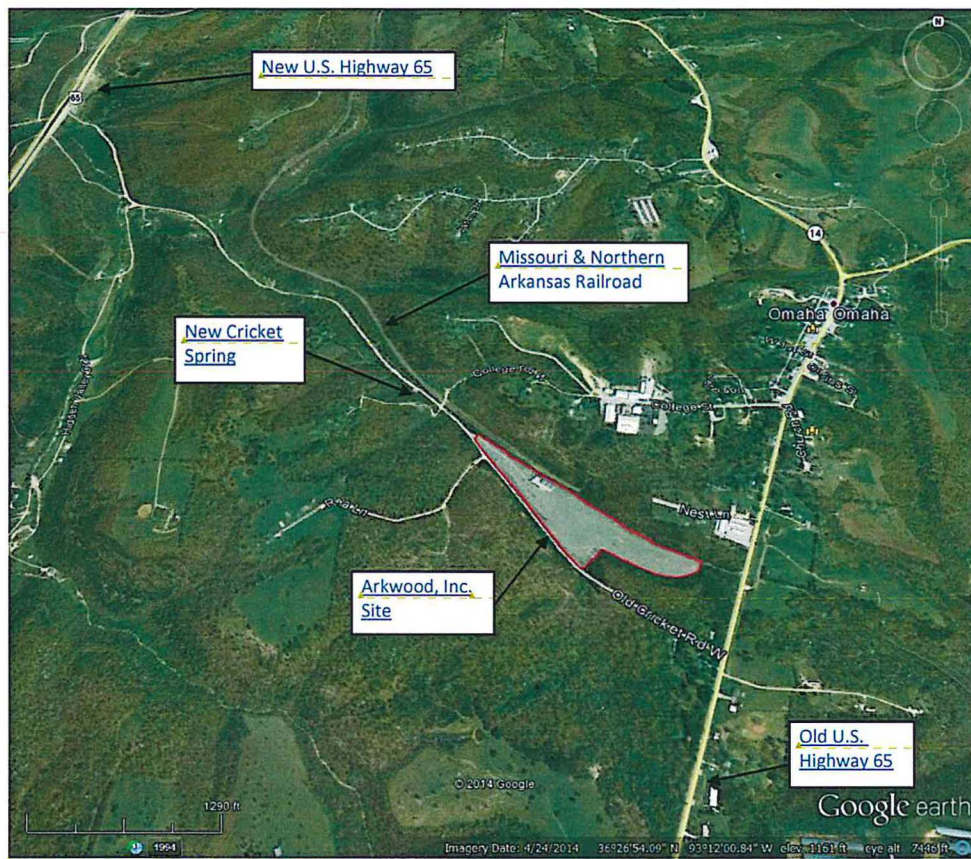 N
New U.S. Highway 65
65
14
Missouri & Northern
Arkansas Railroad
Omaha Omaha
New Cricket
Spring
College St
Nest Ln
Arkwood, Inc.
Site
Old Cricket Rd W
Old U.S.
Highway 65
© 2014 Google
1290 ft
Google earth
1994
Imagery Date: 4/24/2014 36°26'54.09" N 93°12'00.84" W elev 1161 ft eye alt 7446 ft